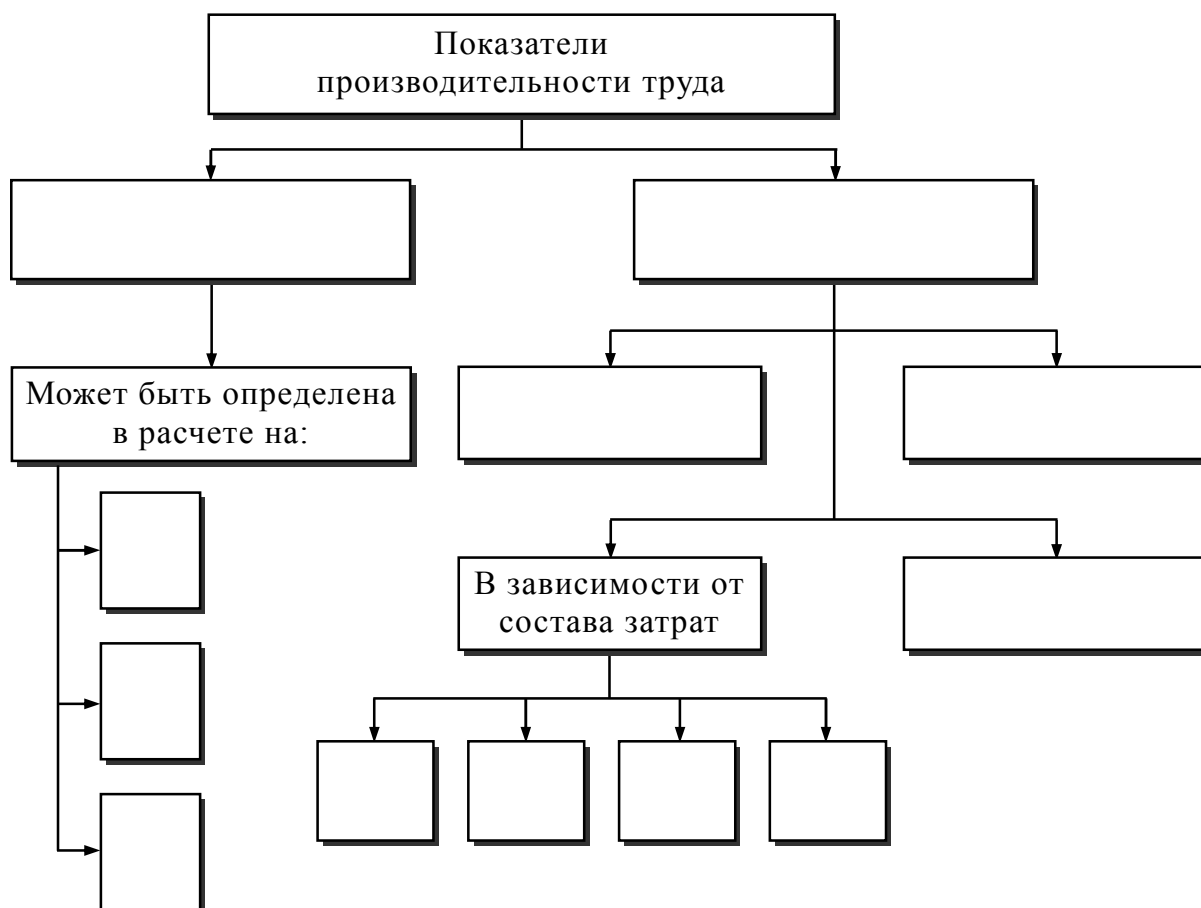 Показатели
производительности труда
Может быть определена
в расчете на:
В зависимости от
состава затрат